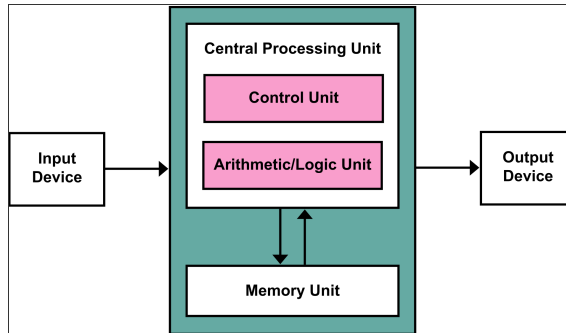 Central Processing Unit
Control Unit
Arithmetic/Logic Unit
Input
Device
Output
Device
Memory Unit